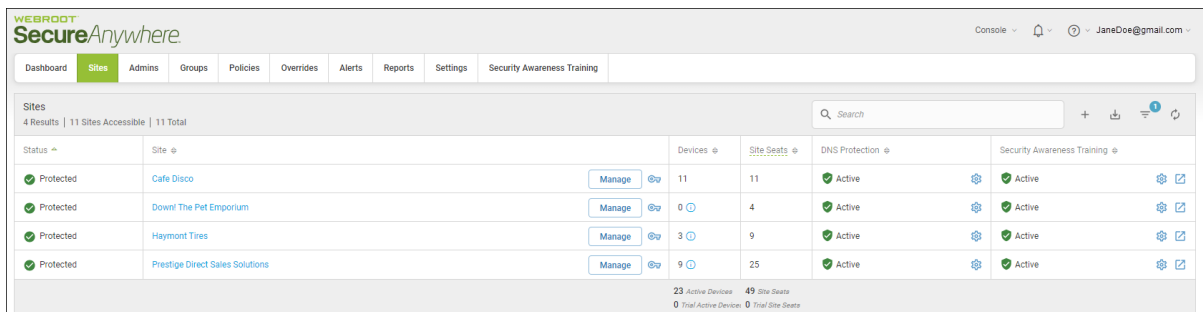 WEBROOT
SecureAnywhere.
Console JaneDoe@gmail.com
Dashboard Sites Admins Groups Policies Overrides Alerts Reports Settings Security Awareness Training
Sites
4 Results | 11 Sites Accessible | 11 Total
Search
1
Status Site Devices Site Seats DNS Protection Security Awareness Training
Protected Cafe Disco Manage 11 11 Active Active
Protected Down! The Pet Emporium Manage 0 4 Active Active
Protected Haymont Tires Manage 3 9 Active Active
Protected Prestige Direct Sales Solutions Manage 9 25 Active Active
23 Active Devices 49 Site Seats
0 Trial Active Devices 0 Trial Site Seats